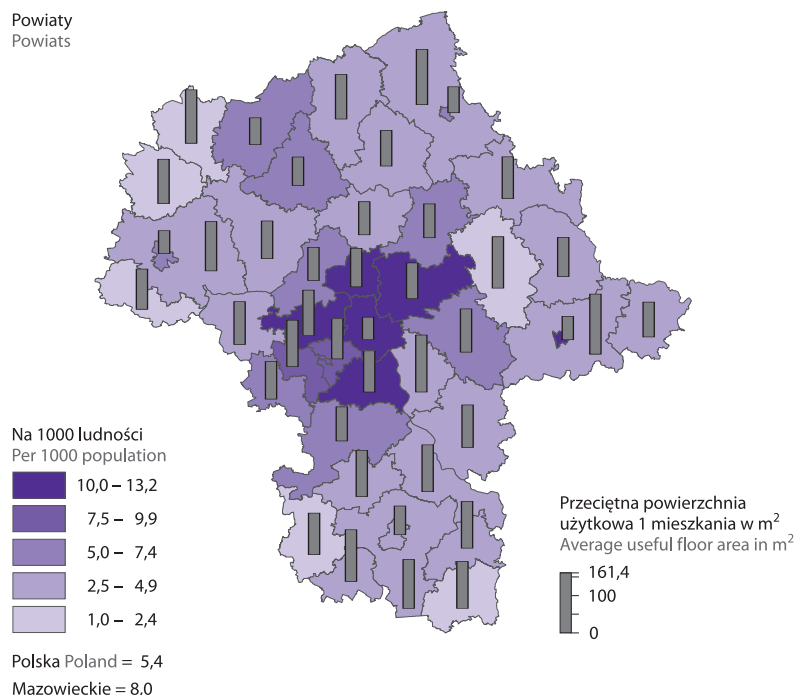 Powiaty
Powiats
Na 1000 ludności
Per 1000 population
10,0 – 13,2
7,5 – 9,9
5,0 – 7,4
2,5 – 4,9
1,0 – 2,4
Polska Poland = 5,4
Mazowieckie = 8,0
Przeciętna powierzchnia
użytkowa 1 mieszkania w m²
Average useful floor area in m²
161,4
100
0